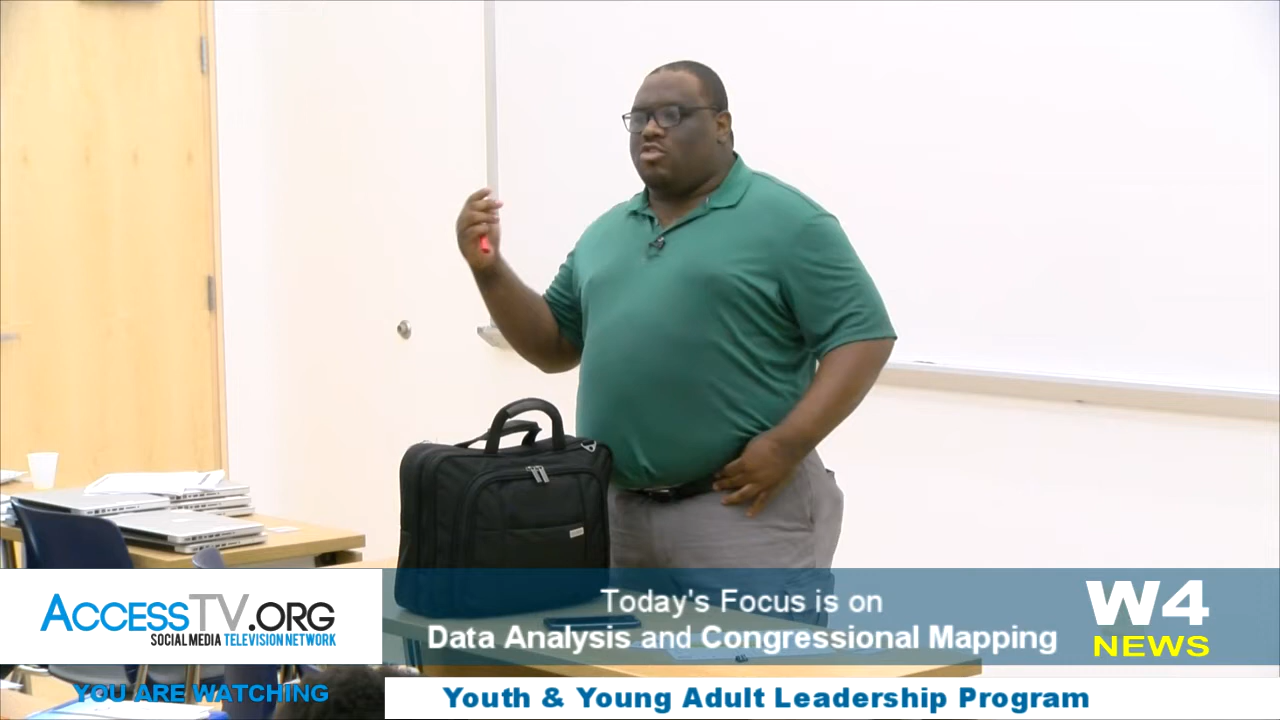 ACCESSTV.ORG
SOCIAL MEDIA TELEVISION NETWORK
YOU ARE WATCHING
Today's Focus is on
Data Analysis and Congressional Mapping
W4
NEWS
Youth & Young Adult Leadership Program